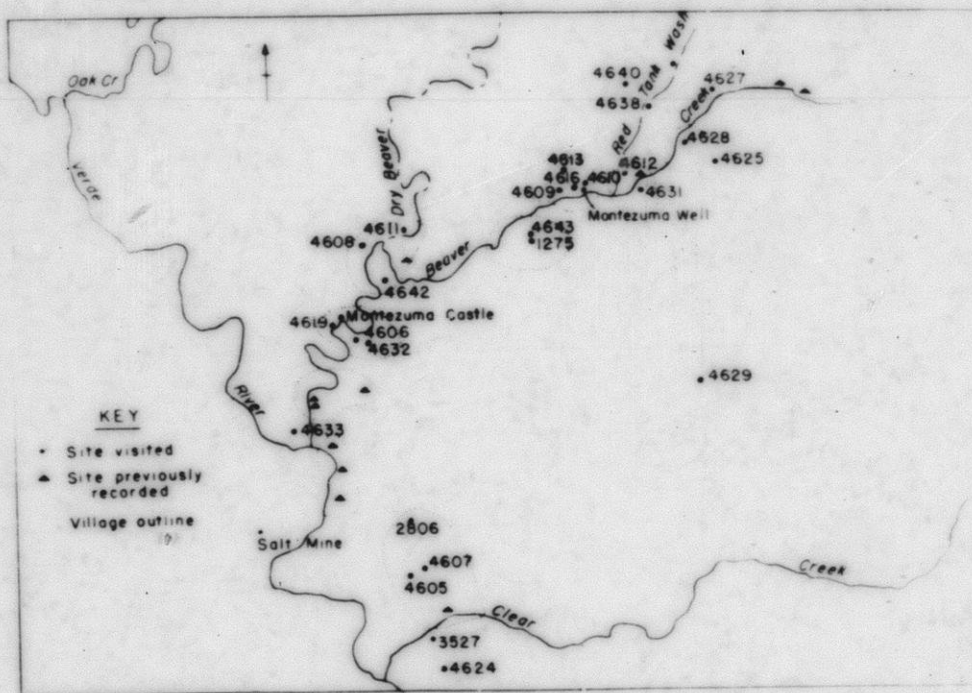 Oak Cr
Verde
River
Dry Beaver
Beaver
Creek
Red Tank Wash
4640
4627
4638
4628
4625
4613
4612
4616
4610
4609
4631
Montezuma Well
4611
4608
4643
1275
4642
Montezuma Castle
4619
4606
4632
4629
KEY
Site visited
Site previously
recorded
Village outline
4633
Salt Mine
2806
4607
4605
Clear
Creek
3527
4624